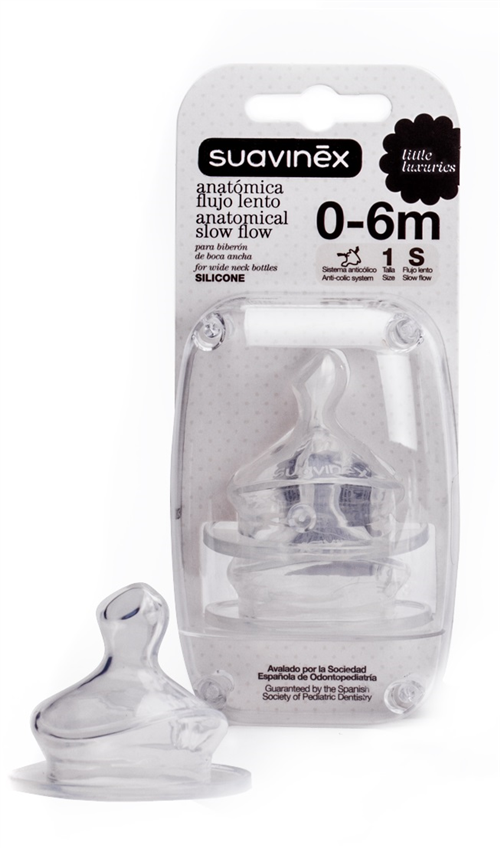 suavinēx
little
luxuries
anatómica
flujo lento
anatomical
slow flow
para biberón
de boca ancha
for wide neck bottles
SILICONE
0-6m
Sistema anticólico
Anti-colic system
1
Talla
Size
S
Flujo lento
Slow flow
SUAVINEX
Avalado por la Sociedad
Española de Odontopediatría
Guaranteed by the Spanish
Society of Pediatric Dentistry